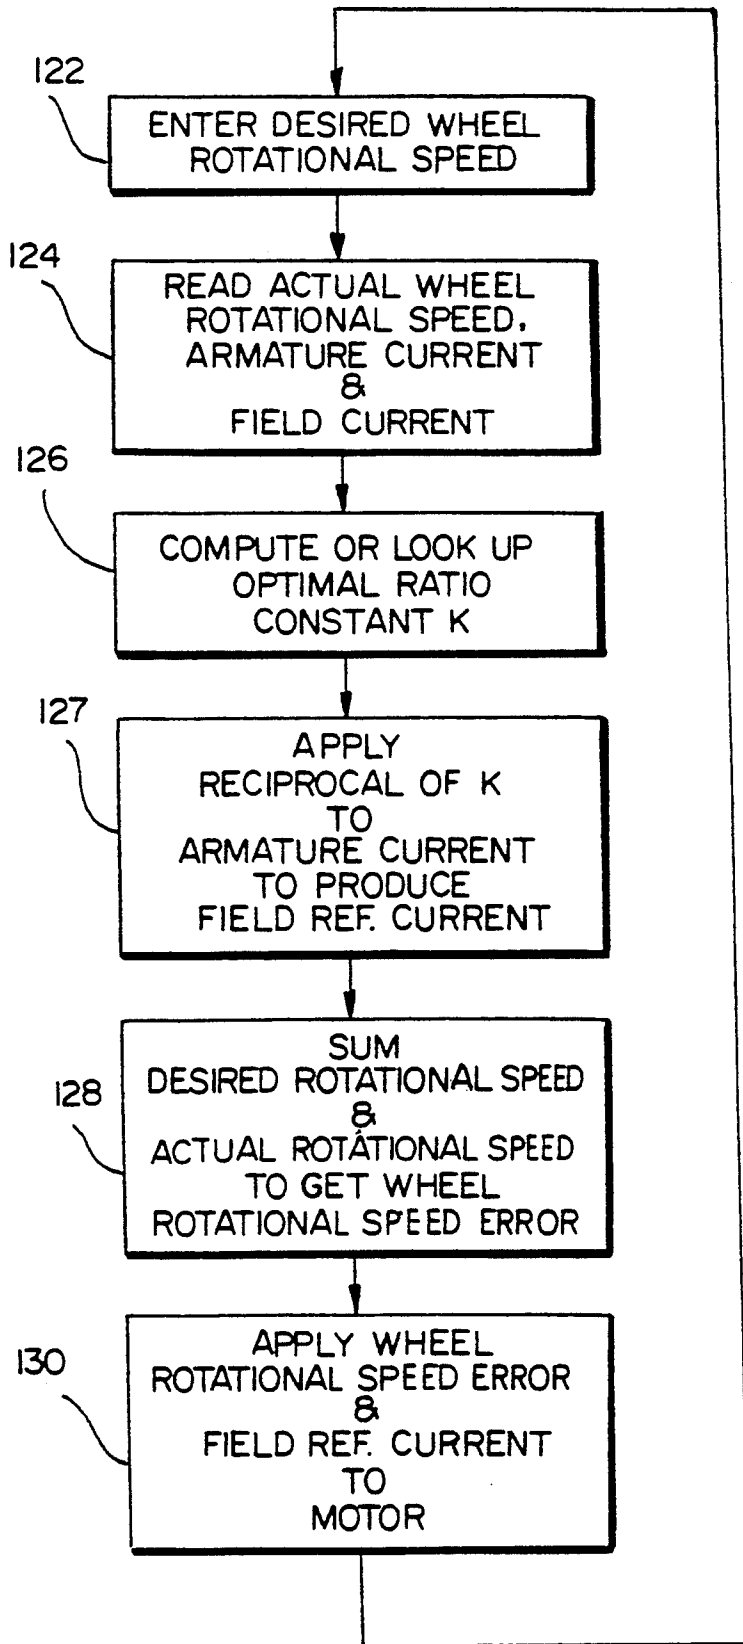 122
ENTER DESIRED WHEEL
ROTATIONAL SPEED
124
READ ACTUAL WHEEL
ROTATIONAL SPEED.
ARMATURE CURRENT
&
FIELD CURRENT
126
COMPUTE OR LOOK UP
OPTIMAL RATIO
CONSTANT K
127
APPLY
RECIPROCAL OF K
TO
ARMATURE CURRENT
TO PRODUCE
FIELD REF. CURRENT
128
SUM
DESIRED ROTATIONAL SPEED
&
ACTUAL ROTATIONAL SPEED
TO GET WHEEL
ROTATIONAL SPEED ERROR
130
APPLY WHEEL
ROTATIONAL SPEED ERROR
&
FIELD REF. CURRENT
TO
MOTOR